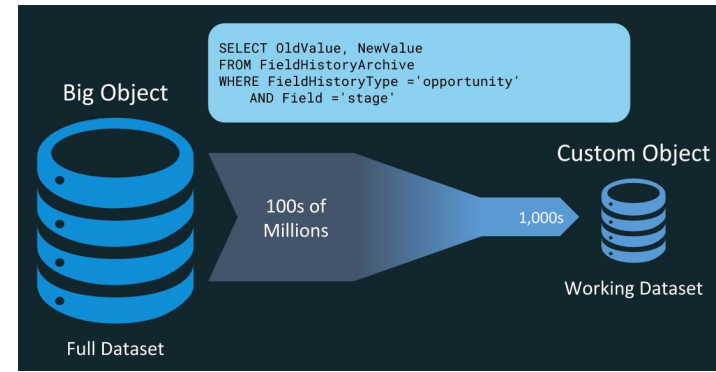 SELECT OldValue, NewValue
FROM FieldHistoryArchive
WHERE FieldHistoryType ='opportunity'
AND Field ='stage'
Big Object
Custom Object
100s of
Millions
1,000s
Working Dataset
Full Dataset